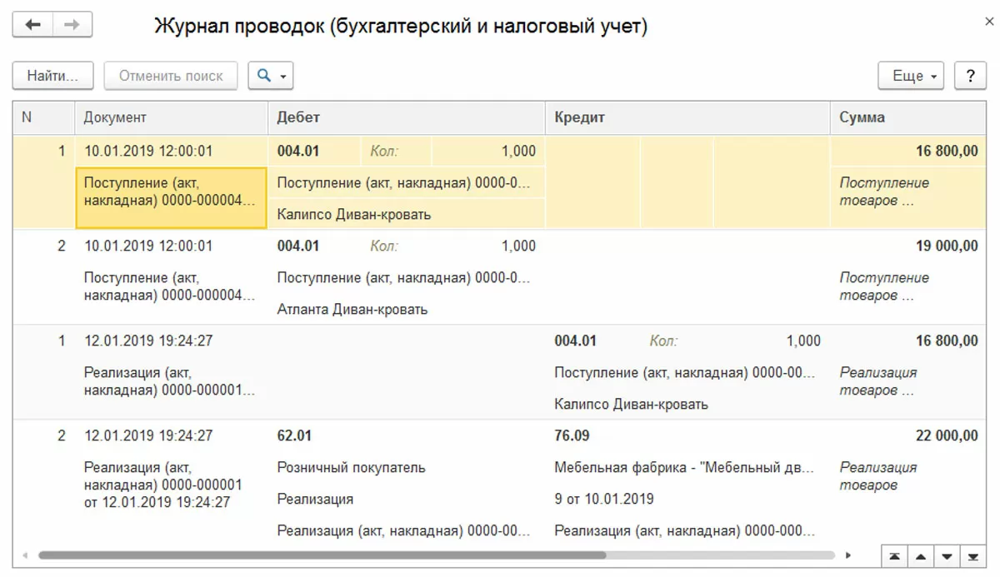 Журнал проводок (бухгалтерский и налоговый учет)
Найти...
Отменить поиск
Еще
?
N Документ Дебет Кредит Сумма
1 10.01.2019 12:00:01 004.01 Кол: 1,000 16 800,00
Поступление (акт, накладная) 0000-000004... Поступление (акт, накладная) 0000-0... Поступление товаров ...
Калипсо Диван-кровать
2 10.01.2019 12:00:01 004.01 Кол: 1,000 19 000,00
Поступление (акт, накладная) 0000-000004... Поступление (акт, накладная) 0000-0... Поступление товаров ...
Атланта Диван-кровать
1 12.01.2019 19:24:27 004.01 Кол: 1,000 16 800,00
Реализация (акт, накладная) 0000-000001... Поступление (акт, накладная) 0000-00... Реализация товаров ...
Калипсо Диван-кровать
2 12.01.2019 19:24:27 62.01 76.09 22 000,00
Реализация (акт, накладная) 0000-000001 от 12.01.2019 19:24:27 Розничный покупатель Мебельная фабрика - "Мебельный дв... Реализация товаров
Реализация 9 от 10.01.2019
Реализация (акт, накладная) 0000-00... Реализация (акт, накладная) 0000-000...